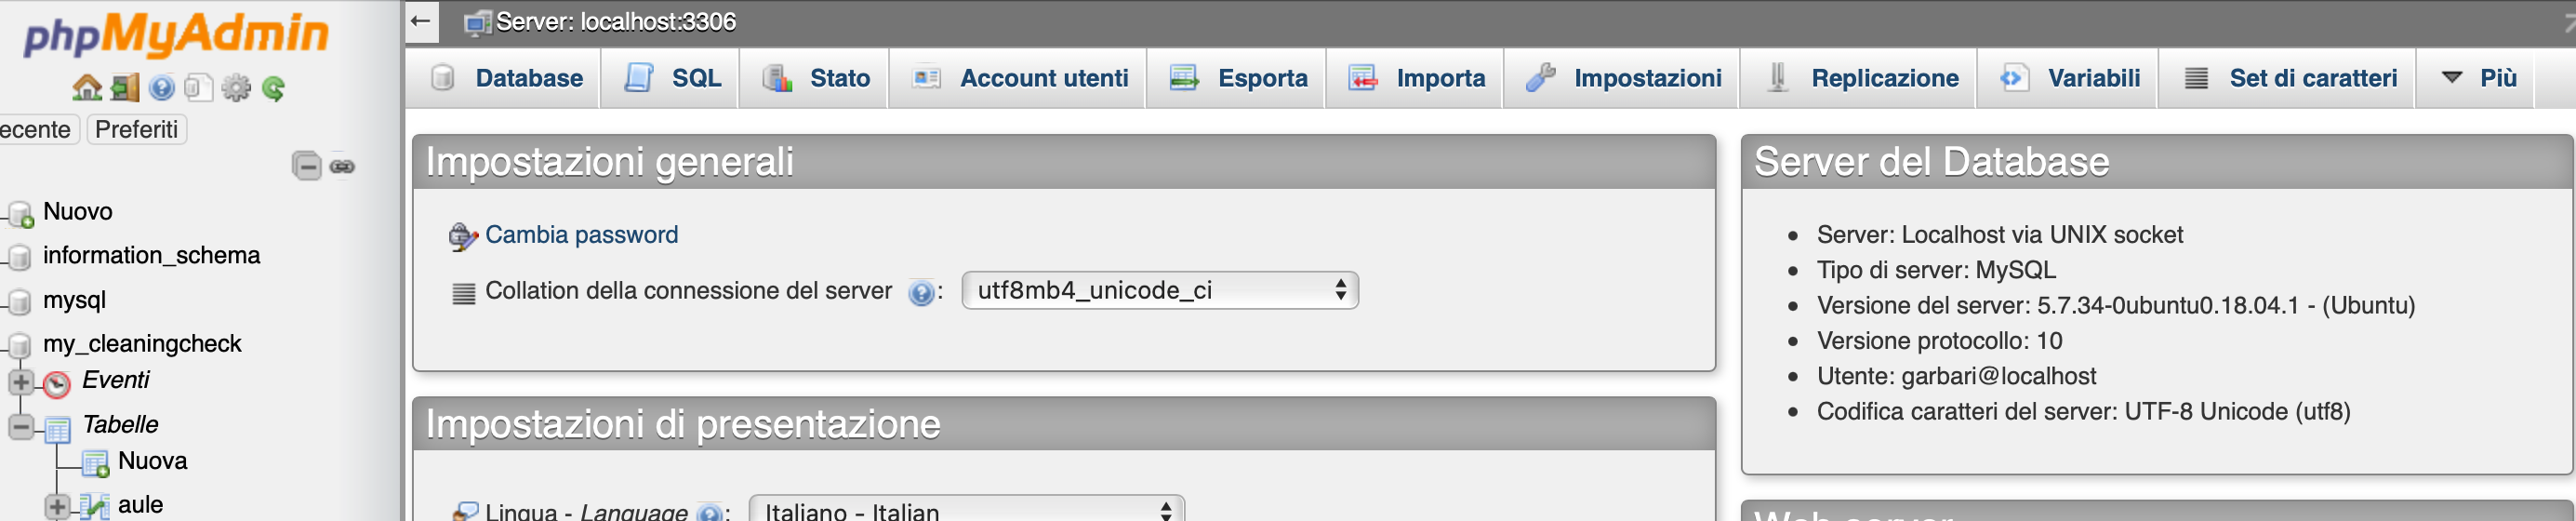 phpMyAdmin
ecente Preferiti
Nuovo
information_schema
mysql
my_cleaningcheck
Eventi
Tabelle
Nuova
aule
Server: localhost:3306
Database SQL Stato Account utenti Esporta Importa Impostazioni Replicazione Variabili Set di caratteri Più
Impostazioni generali
Cambia password
Collation della connessione del server : utf8mb4_unicode_ci
Impostazioni di presentazione
Lingua - Language : Italiano - Italian
Server del Database
Server: Localhost via UNIX socket
Tipo di server: MySQL
Versione del server: 5.7.34-0ubuntu0.18.04.1 - (Ubuntu)
Versione protocollo: 10
Utente: garbari@localhost
Codifica caratteri del server: UTF-8 Unicode (utf8)
Web server